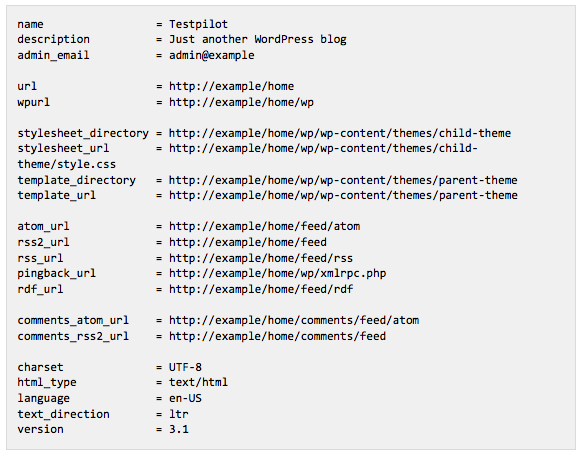 name                 = Testpilot
description          = Just another WordPress blog
admin_email          = admin@example
url                  = http://example/home
wpurl                = http://example/home/wp
stylesheet_directory = http://example/home/wp/wp-content/themes/child-theme
stylesheet_url       = http://example/home/wp/wp-content/themes/child-
theme/style.css
template_directory   = http://example/home/wp/wp-content/themes/parent-theme
template_url         = http://example/home/wp/wp-content/themes/parent-theme
atom_url             = http://example/home/feed/atom
rss2_url             = http://example/home/feed
rss_url              = http://example/home/feed/rss
pingback_url         = http://example/home/wp/xmlrpc.php
rdf_url              = http://example/home/feed/rdf
comments_atom_url    = http://example/home/comments/feed/atom
comments_rss2_url    = http://example/home/comments/feed
charset              = UTF-8
html_type            = text/html
language             = en-US
text_direction       = ltr
version              = 3.1